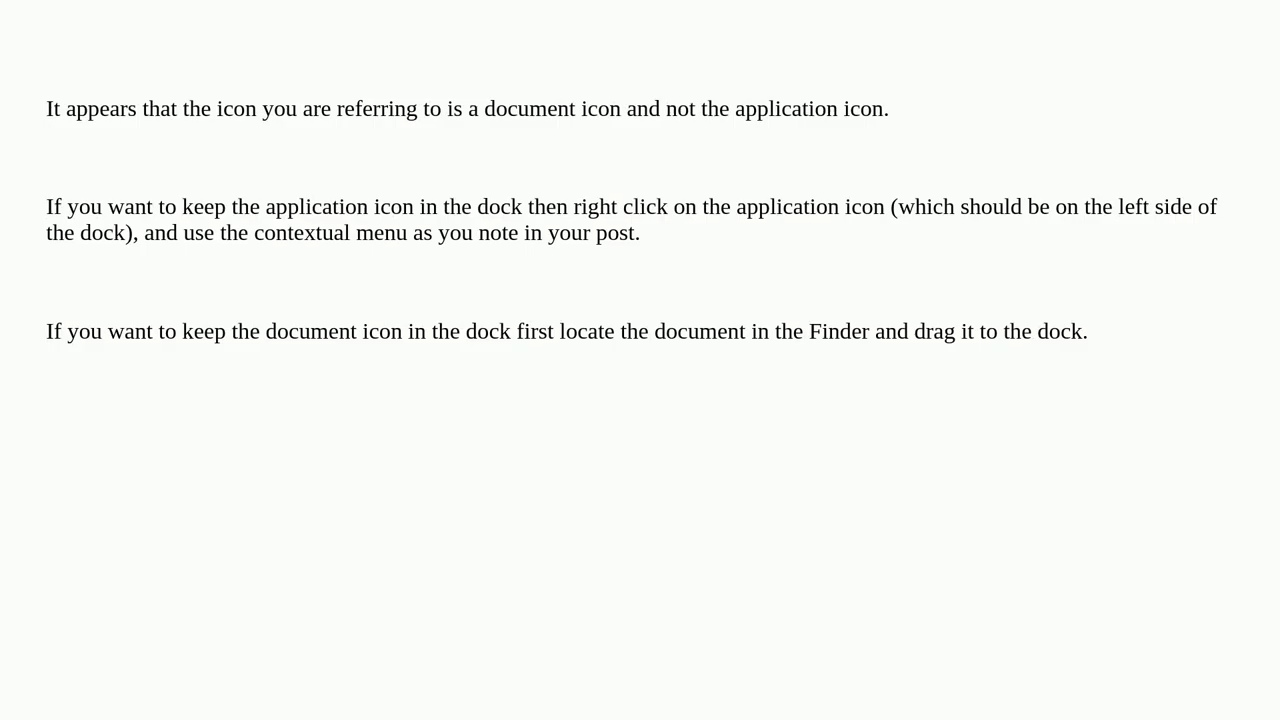 It appears that the icon you are referring to is a document icon and not the application icon.
If you want to keep the application icon in the dock then right click on the application icon (which should be on the left side of
the dock), and use the contextual menu as you note in your post.
If you want to keep the document icon in the dock first locate the document in the Finder and drag it to the dock.